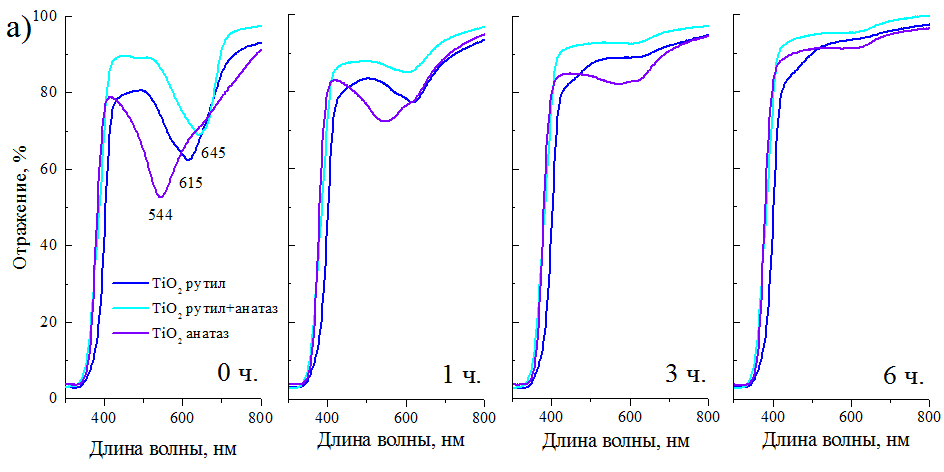 а)
Отражение, %
100
80
60
40
20
0
544
615
645
TiO2 рутил
TiO2 рутил+анатаз
TiO2 анатаз
0 ч.
1 ч.
3 ч.
6 ч.
400 600 800
400 600 800
400 600 800
400 600 800
Длина волны, нм
Длина волны, нм
Длина волны, нм
Длина волны, нм